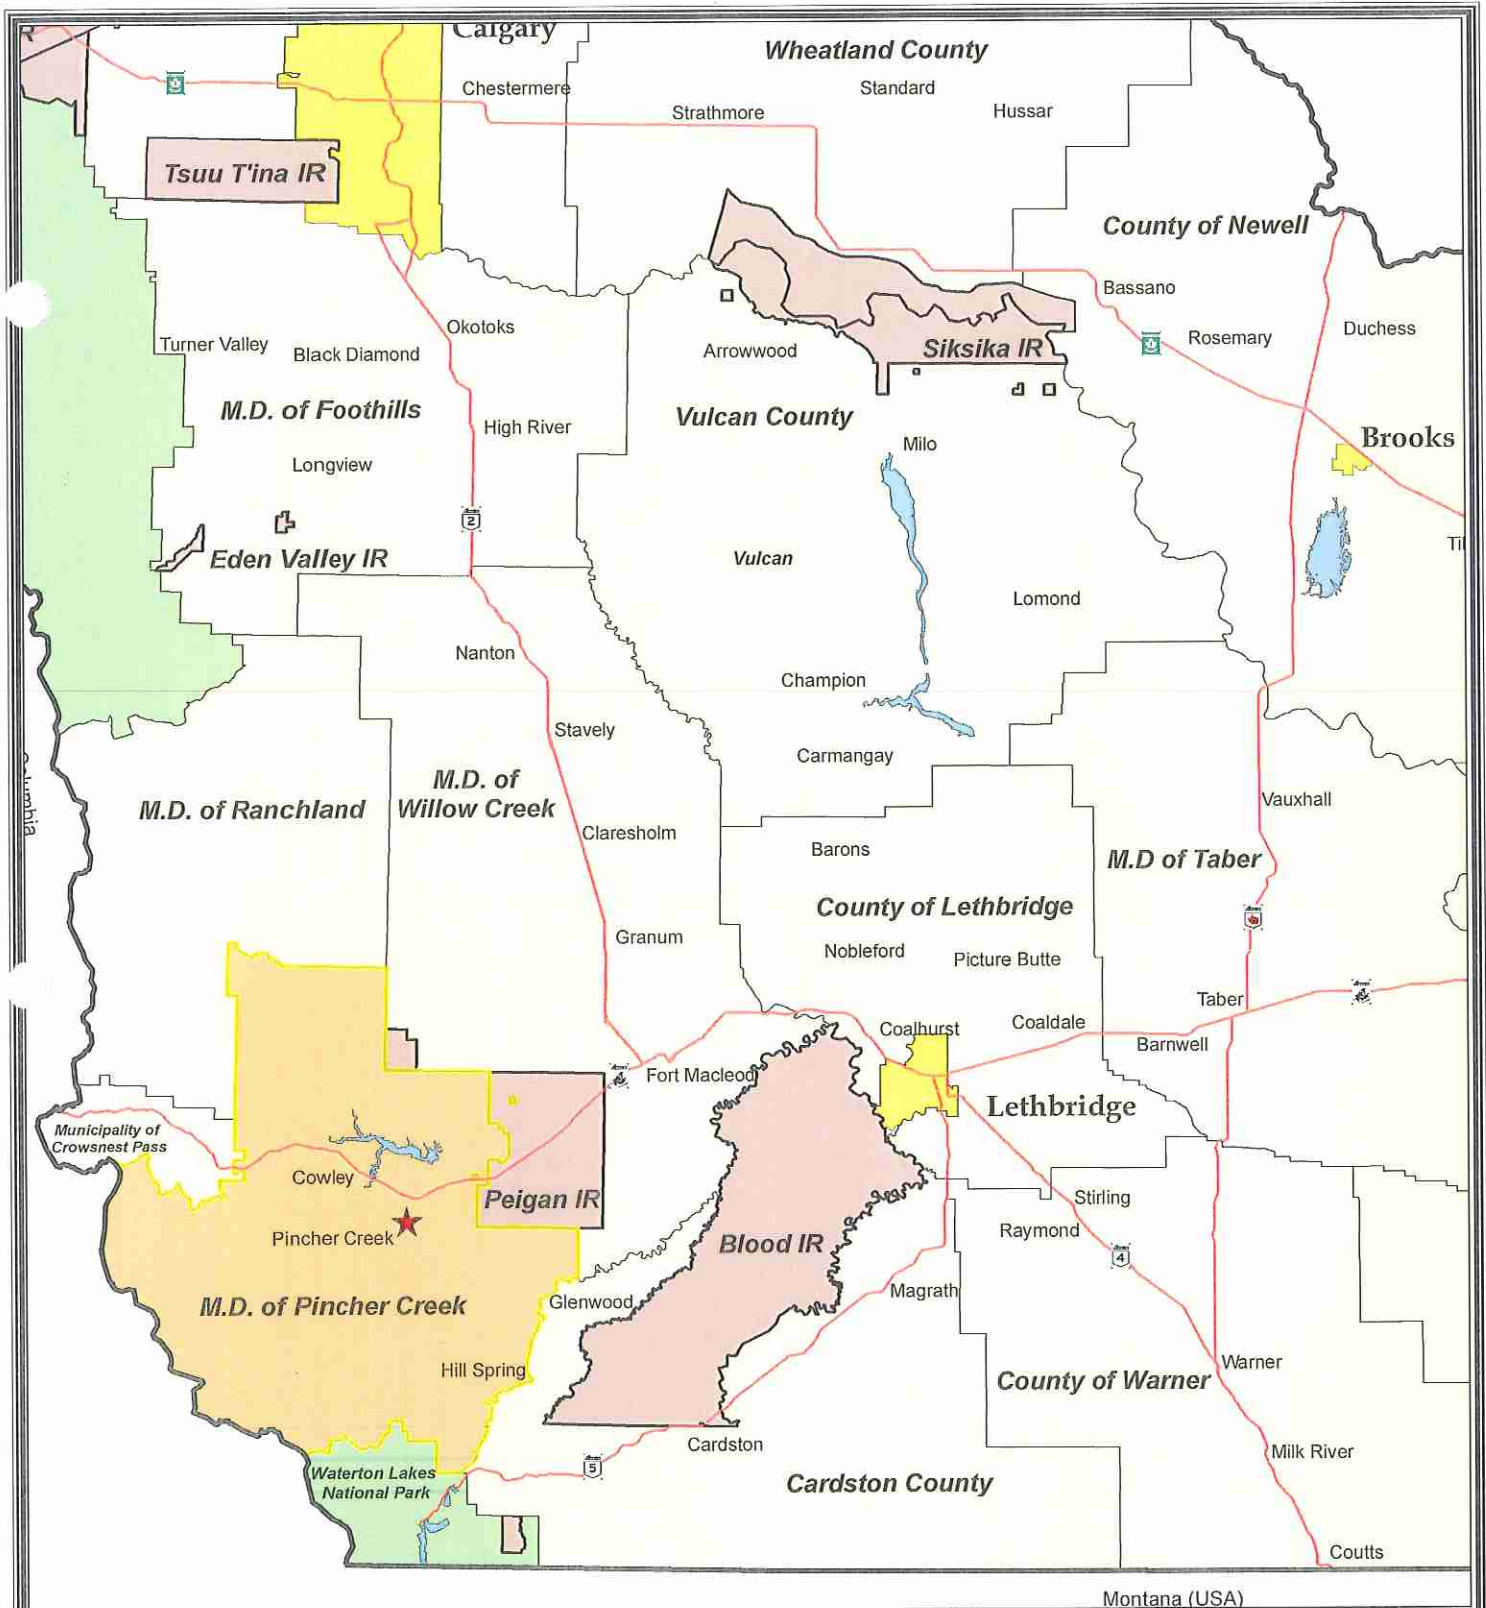 Calgary
Wheatland County
Chestermere
Standard
Strathmore
Hussar
Tsuu T'ina IR
County of Newell
Bassano
Okotoks
Duchess
Turner Valley
Black Diamond
Rosemary
Arrowwood
Siksika IR
M.D. of Foothills
Vulcan County
High River
Milo
Brooks
Longview
2
Eden Valley IR
Vulcan
Lomond
Nanton
Champion
Stavely
Carmangay
M.D. of
Willow Creek
M.D. of Ranchland
Columbia
Vauxhall
Claresholm
Barons
M.D of Taber
County of Lethbridge
Granum
Nobleford
Picture Butte
Taber
Coalhurst
Coaldale
Barnwell
Fort Macleod
Lethbridge
Municipality of
Crowsnest Pass
Cowley
Peigan IR
Stirling
Raymond
Pincher Creek
Blood IR
4
M.D. of Pincher Creek
Glenwood
Magrath
Hill Spring
Warner
County of Warner
Cardston
Milk River
5
Waterton Lakes
National Park
Cardston County
Coutts
Montana (USA)